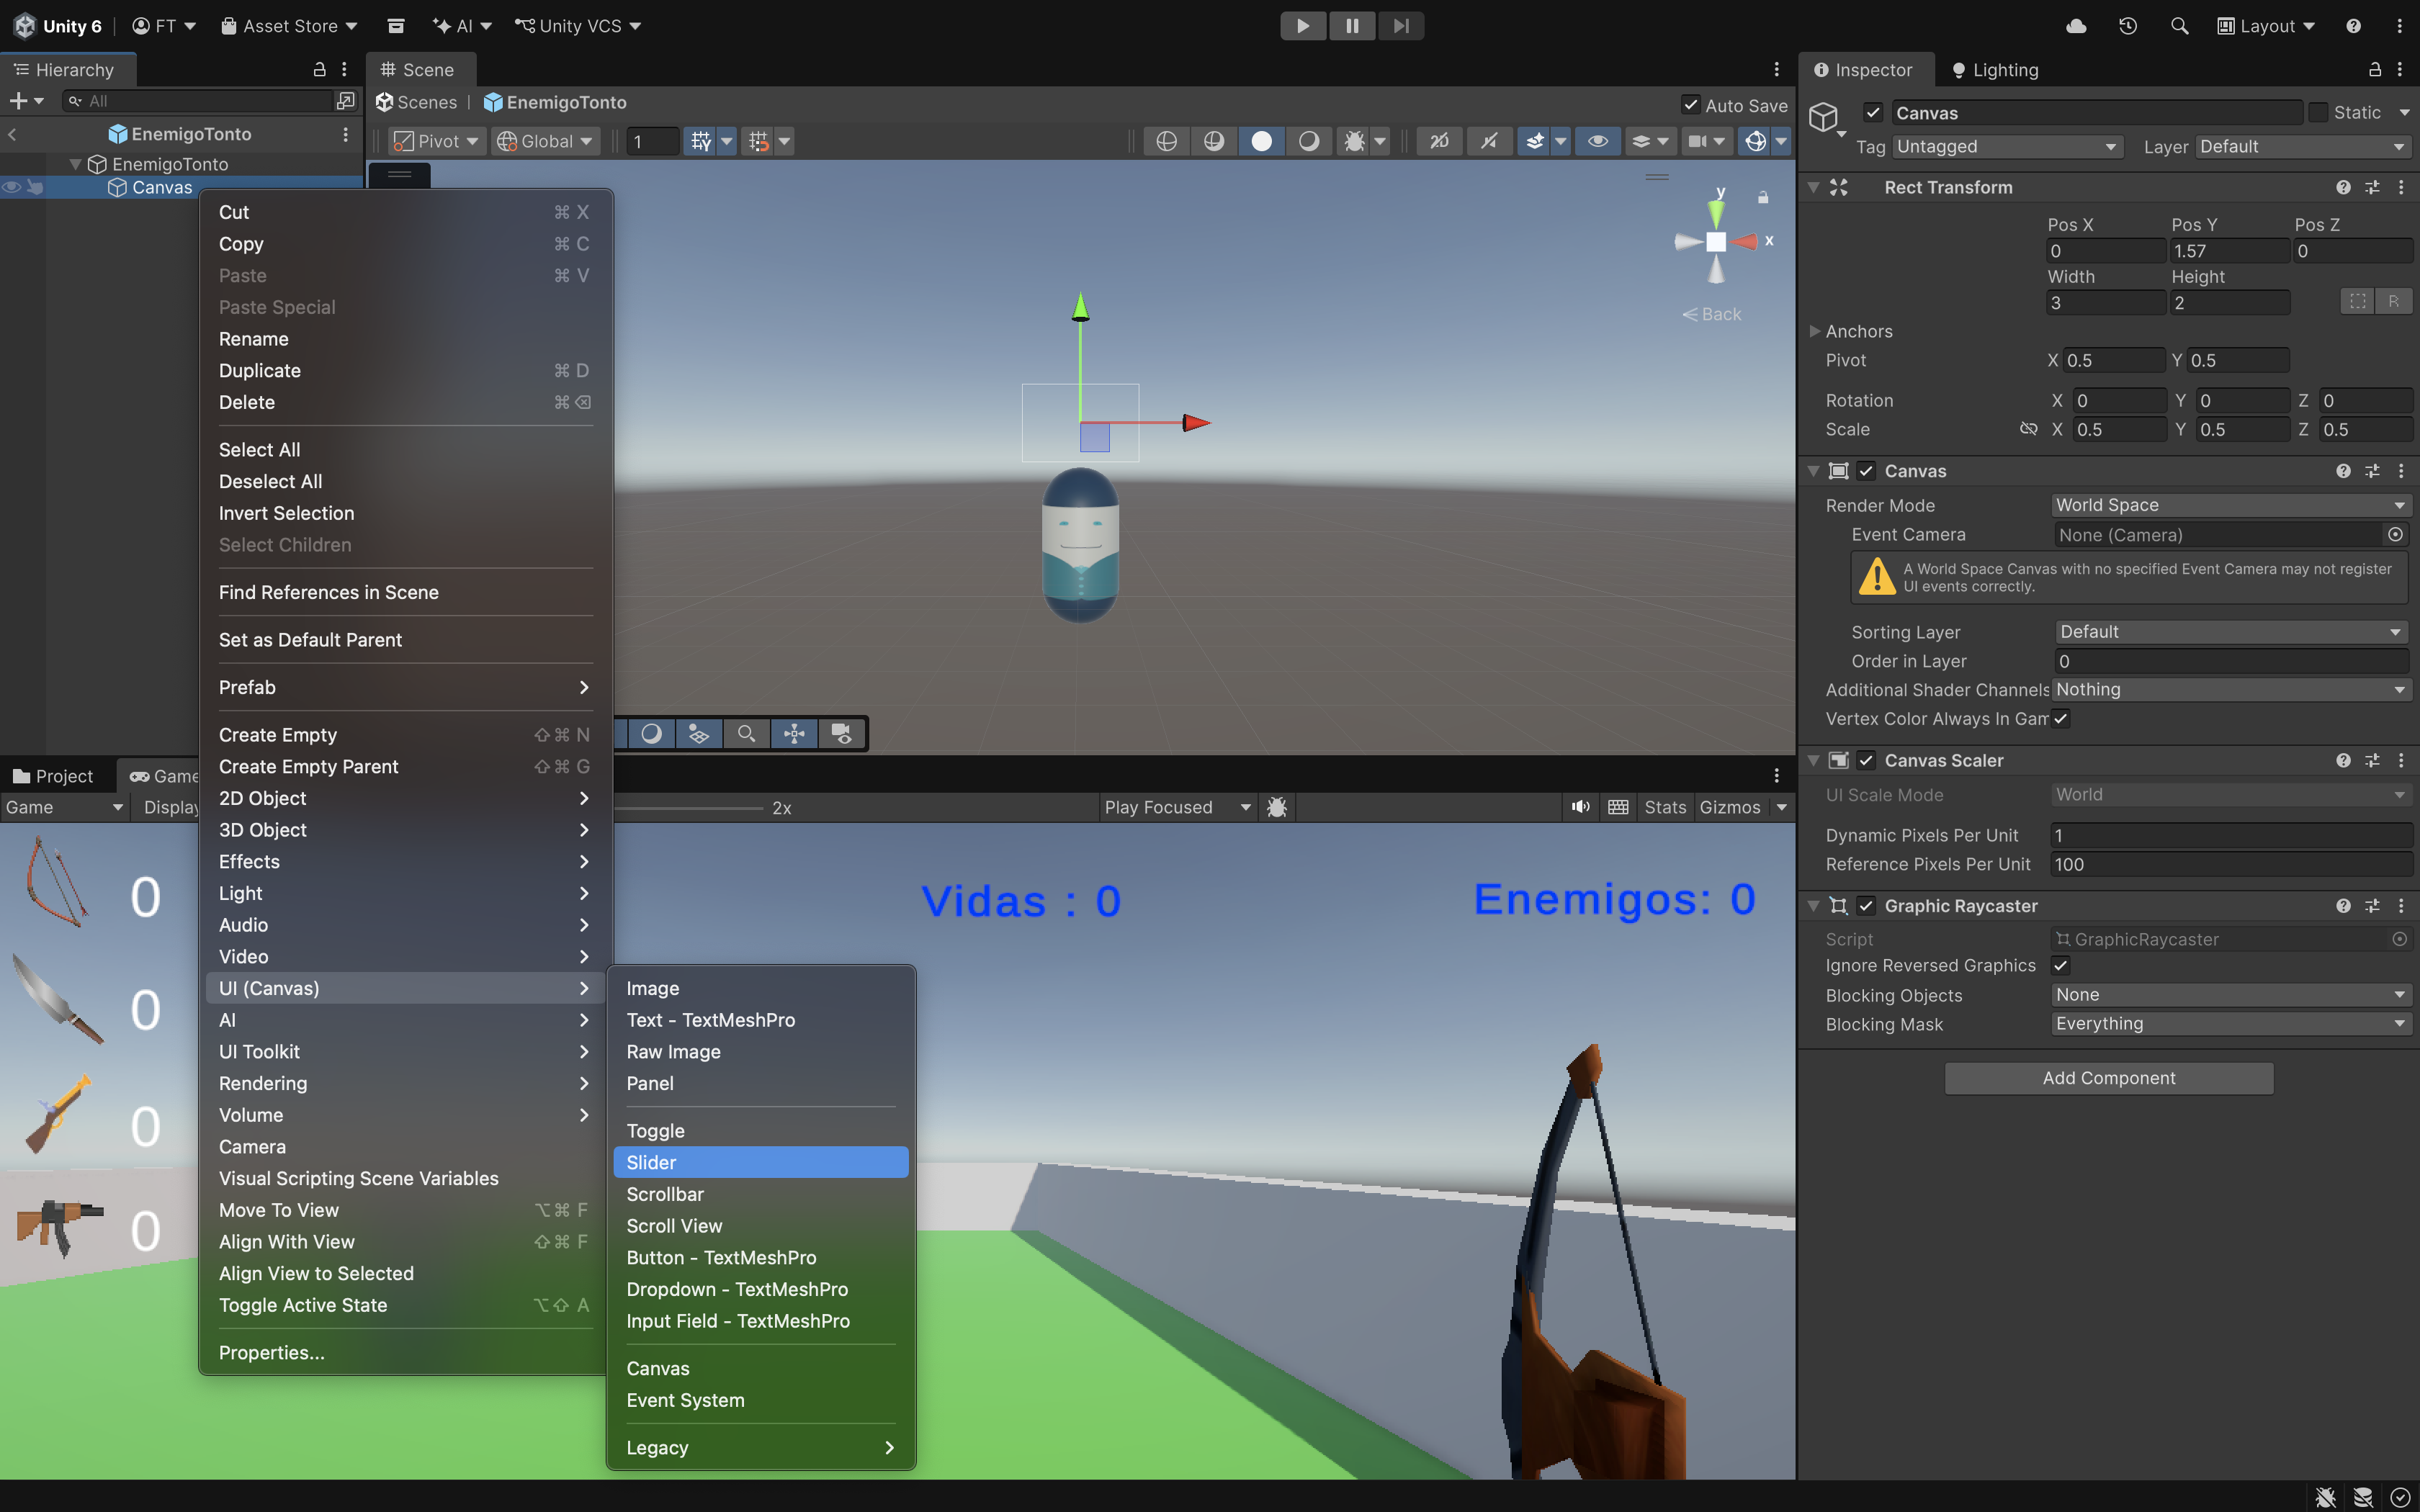 Unity 6 FT Asset Store AI Unity VCS Layout
Hierarchy
All
EnemigoTonto
EnemigoTonto
Canvas
Scene
Scenes | EnemigoTonto Auto Save
Pivot Global 1 2D
y
x
Back
Cut ⌘ X
Copy ⌘ C
Paste ⌘ V
Paste Special
Rename
Duplicate ⌘ D
Delete ⌘⌫
Select All
Deselect All
Invert Selection
Select Children
Find References in Scene
Set as Default Parent
Prefab
Create Empty ⇧⌘ N
Create Empty Parent ⇧⌘ G
2D Object
3D Object
Effects
Light
Audio
Video
UI (Canvas)
AI
UI Toolkit
Rendering
Volume
Camera
Visual Scripting Scene Variables
Move To View ⌥⌘ F
Align With View ⇧⌘ F
Align View to Selected
Toggle Active State ⌥⇧ A
Properties...
Image
Text - TextMeshPro
Raw Image
Panel
Toggle
Slider
Scrollbar
Scroll View
Button - TextMeshPro
Dropdown - TextMeshPro
Input Field - TextMeshPro
Canvas
Event System
Legacy
Project Game
Game Display 2x Play Focused Stats Gizmos
0
0
0
0
Vidas : 0
Enemigos: 0
Inspector Lighting
Canvas Static
Tag Untagged Layer Default
Rect Transform
Pos X Pos Y Pos Z
0 1.57 0
Width Height
3 2 R
Anchors
Pivot X 0.5 Y 0.5
Rotation X 0 Y 0 Z 0
Scale X 0.5 Y 0.5 Z 0.5
Canvas
Render Mode World Space
Event Camera None (Camera)
A World Space Canvas with no specified Event Camera may not register
UI events correctly.
Sorting Layer Default
Order in Layer 0
Additional Shader Channels Nothing
Vertex Color Always In Gam
Canvas Scaler
UI Scale Mode World
Dynamic Pixels Per Unit 1
Reference Pixels Per Unit 100
Graphic Raycaster
Script GraphicRaycaster
Ignore Reversed Graphics
Blocking Objects None
Blocking Mask Everything
Add Component